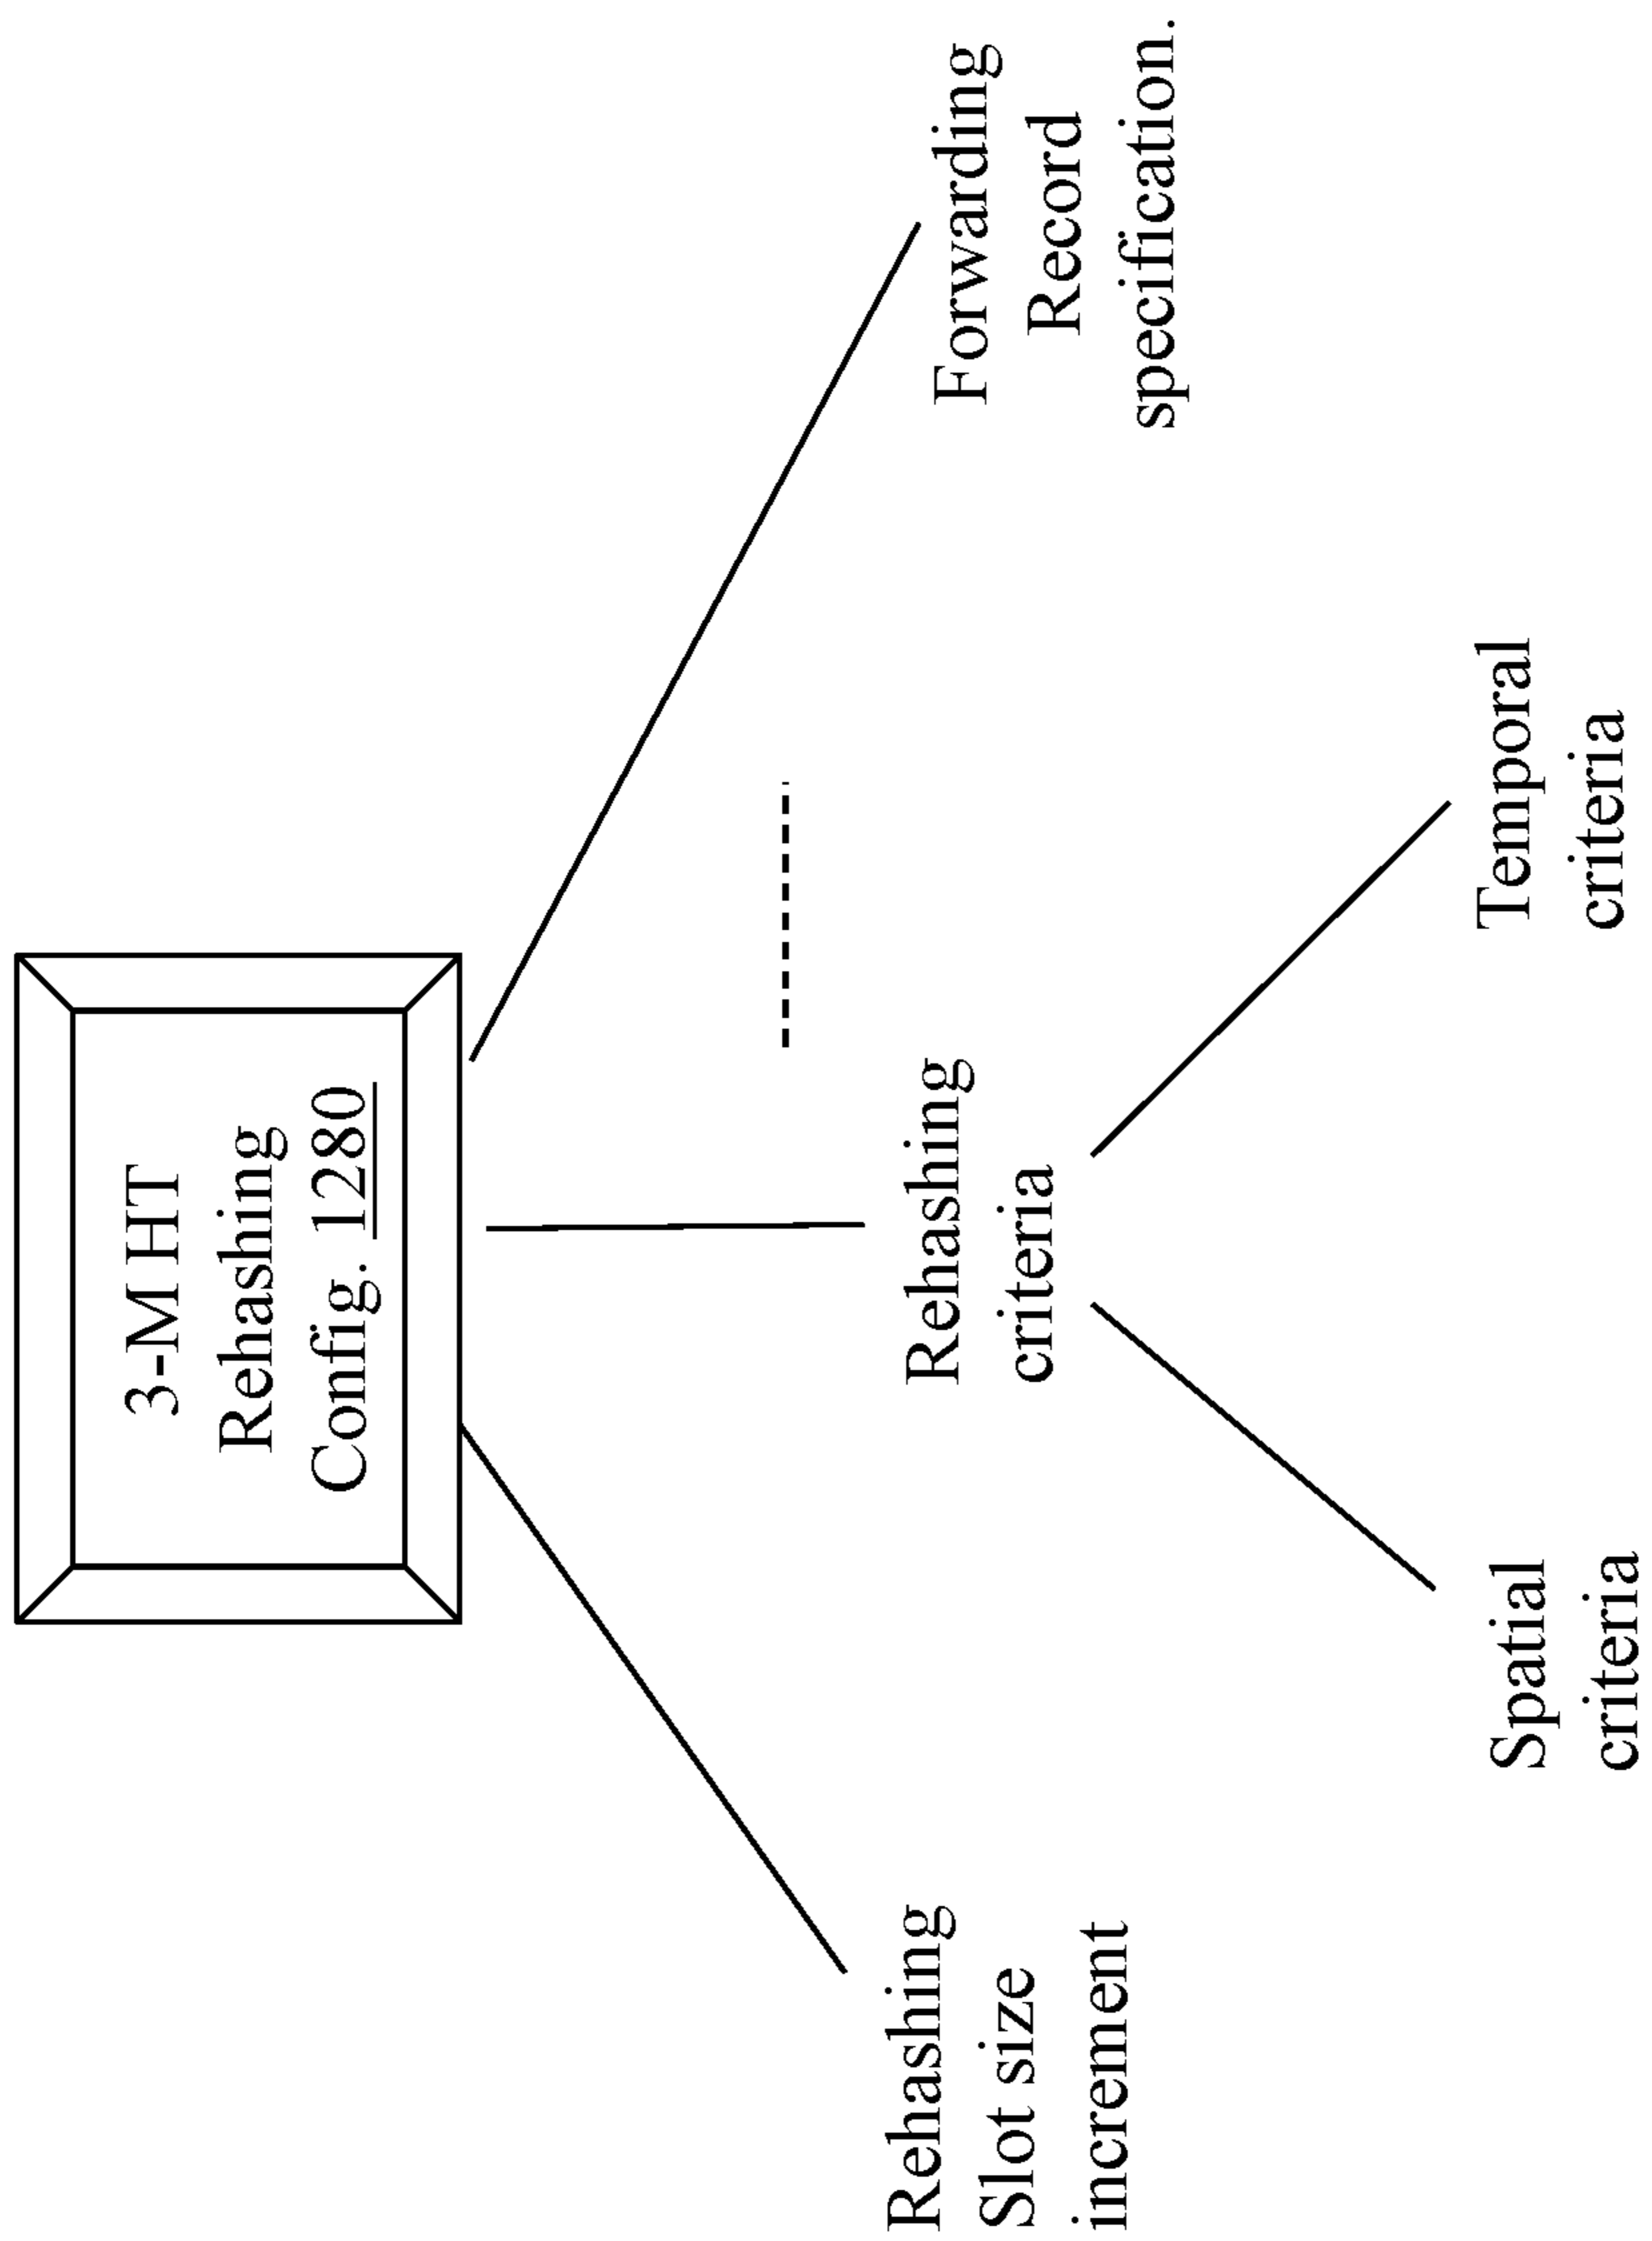 3-M HT
Rehashing
Config. 1280
Rehashing
Slot size
increment
Rehashing
criteria
Forwarding
Record
specification.
Spatial
criteria
Temporal
criteria